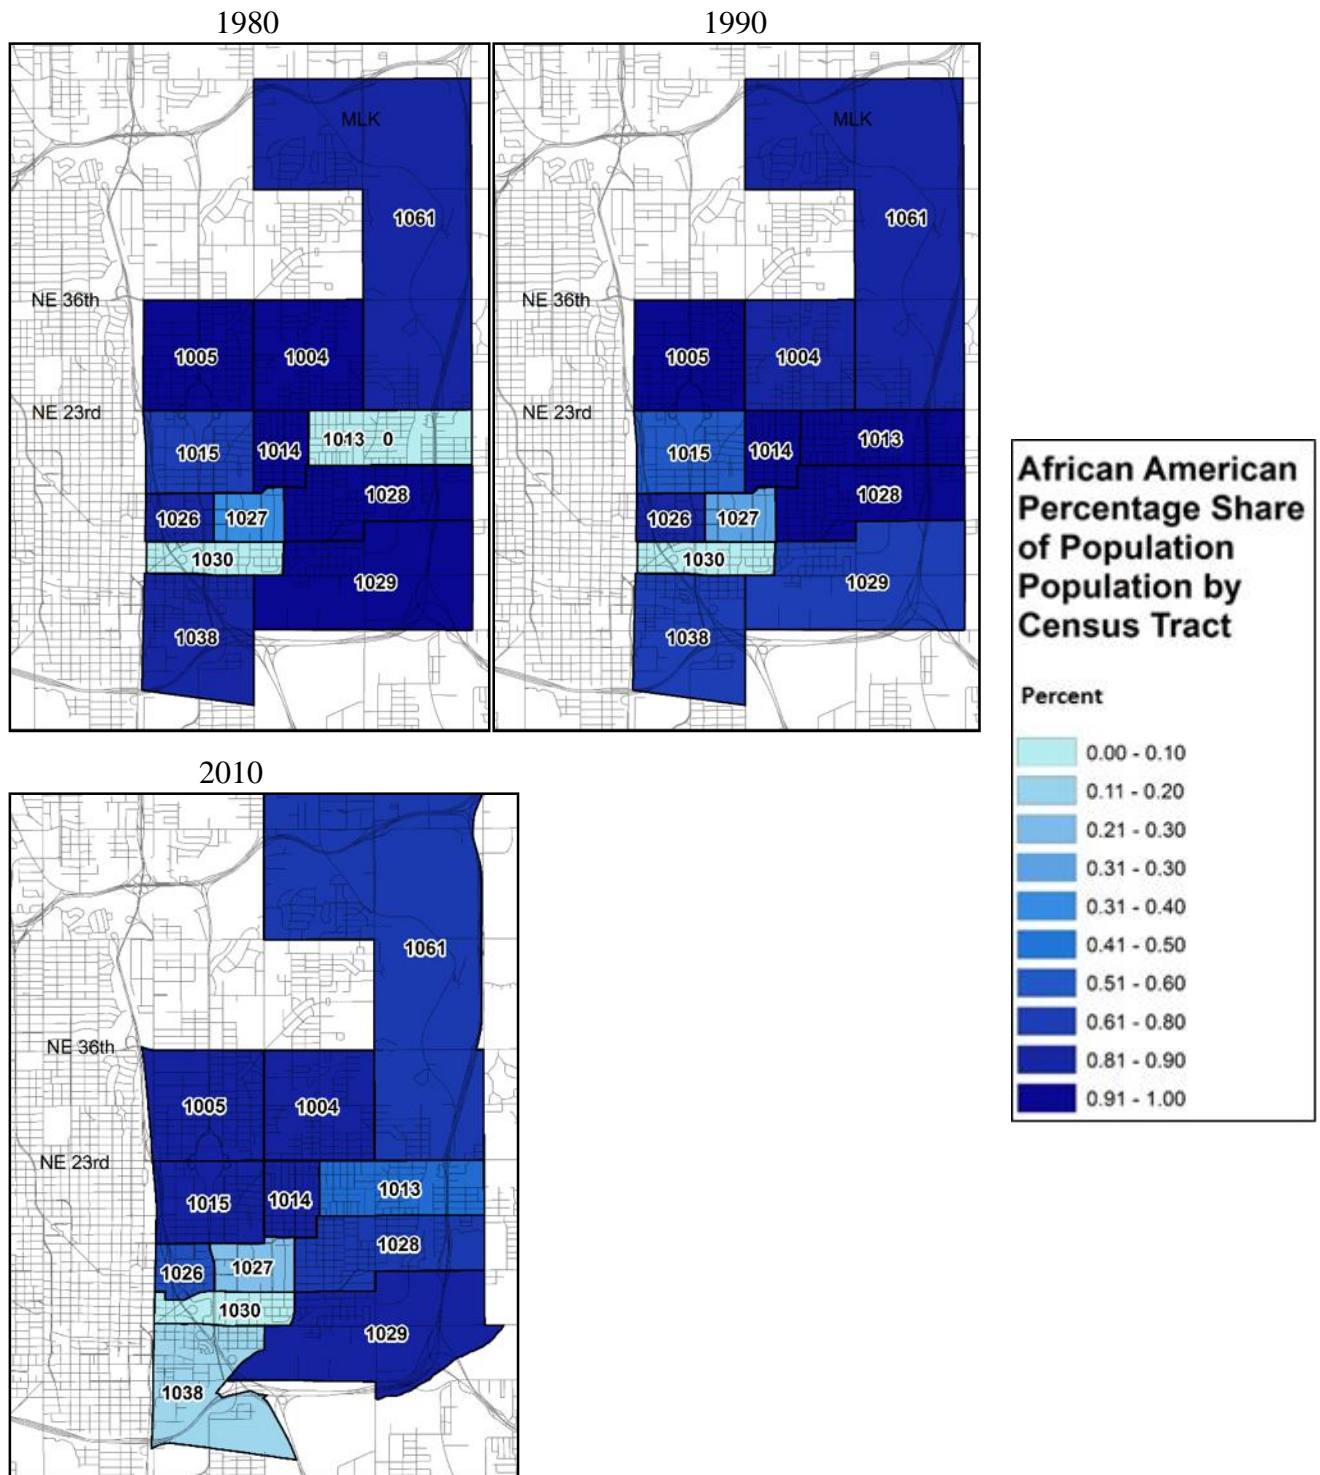 1980
MLK
1061
NE 36th
1005
1004
NE 23rd
1013 0
1014
1015
1028
1026
1027
1030
1029
1038
1990
MLK
1061
NE 36th
1005
1004
NE 23rd
1013
1014
1015
1028
1026
1027
1030
1029
1038
African American
Percentage Share
of Population
Population by
Census Tract
Percent
0.00 - 0.10
0.11 - 0.20
0.21 - 0.30
0.31 - 0.30
0.31 - 0.40
0.41 - 0.50
0.51 - 0.60
0.61 - 0.80
0.81 - 0.90
0.91 - 1.00
2010
1061
NE 36th
1005
1004
NE 23rd
1013
1014
1015
1028
1026
1027
1030
1029
1038